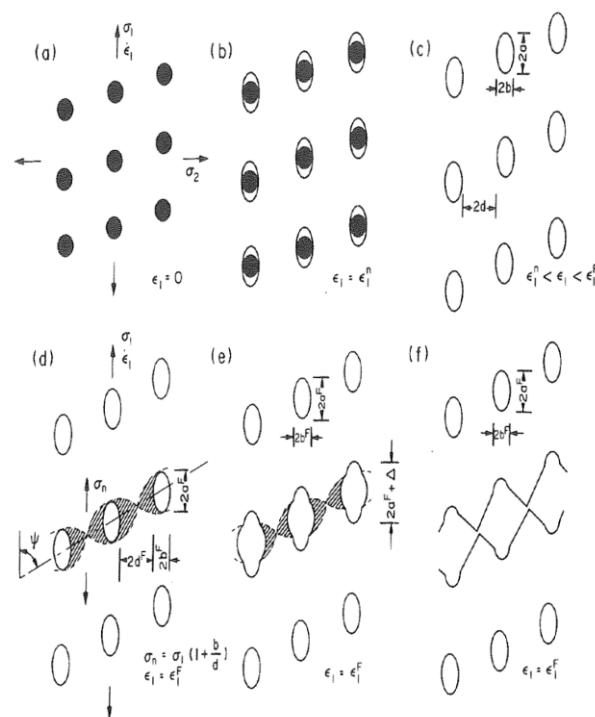 (a)
σ₁
ε̇₁
σ₂
ε₁ = 0
(b)
ε₁ = ε₁ⁿ
(c)
2a
2b
2d
ε₁ⁿ < ε₁ < ε₁ᶠ
(d)
σ₁
ε̇₁
σₙ
2aᶠ
ψ
2dᶠ
2bᶠ
σₙ = σ₁ (1 + b/d)
ε₁ = ε₁ᶠ
(e)
2aᶠ
2bᶠ
2aᶠ + Δ
ε₁ = ε₁ᶠ
(f)
2aᶠ
2bᶠ
ε₁ = ε₁ᶠ